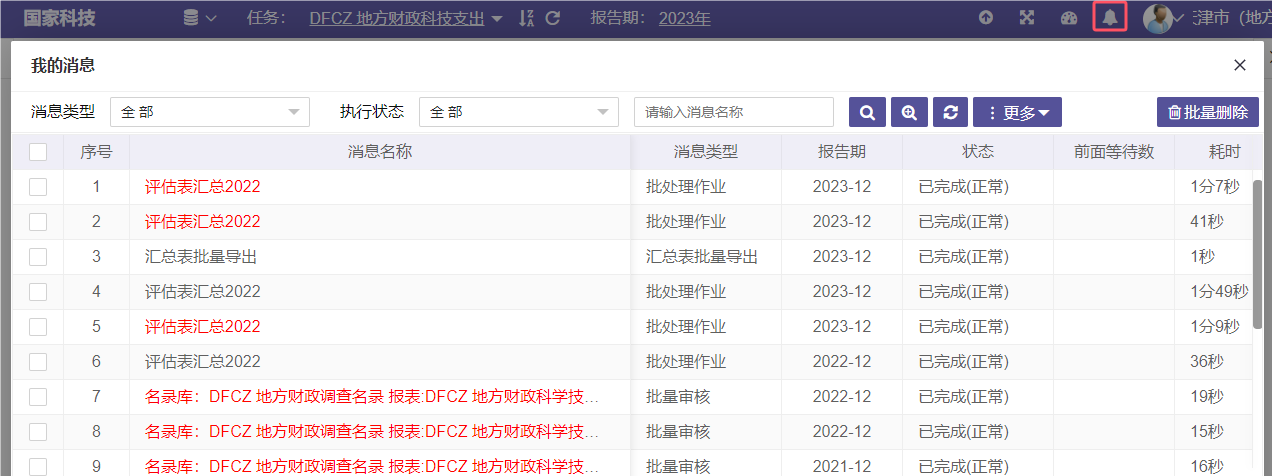 国家科技 任务： DFCZ 地方财政科技支出 报告期： 2023年 津市（地方
我的消息
消息类型 全部 执行状态 全部 请输入消息名称 更多 批量删除
序号 消息名称 消息类型 报告期 状态 前面等待数 耗时
1 评估表汇总2022 批处理作业 2023-12 已完成(正常) 1分7秒
2 评估表汇总2022 批处理作业 2023-12 已完成(正常) 41秒
3 汇总表批量导出 汇总表批量导出 2023-12 已完成(正常) 1秒
4 评估表汇总2022 批处理作业 2023-12 已完成(正常) 1分49秒
5 评估表汇总2022 批处理作业 2023-12 已完成(正常) 1分9秒
6 评估表汇总2022 批处理作业 2022-12 已完成(正常) 36秒
7 名录库：DFCZ 地方财政调查名录 报表:DFCZ 地方财政科学技... 批量审核 2022-12 已完成(正常) 19秒
8 名录库：DFCZ 地方财政调查名录 报表:DFCZ 地方财政科学技... 批量审核 2022-12 已完成(正常) 15秒
9 名录库：DFCZ 地方财政调查名录 报表:DFCZ 地方财政科学技... 批量审核 2021-12 已完成(正常) 16秒